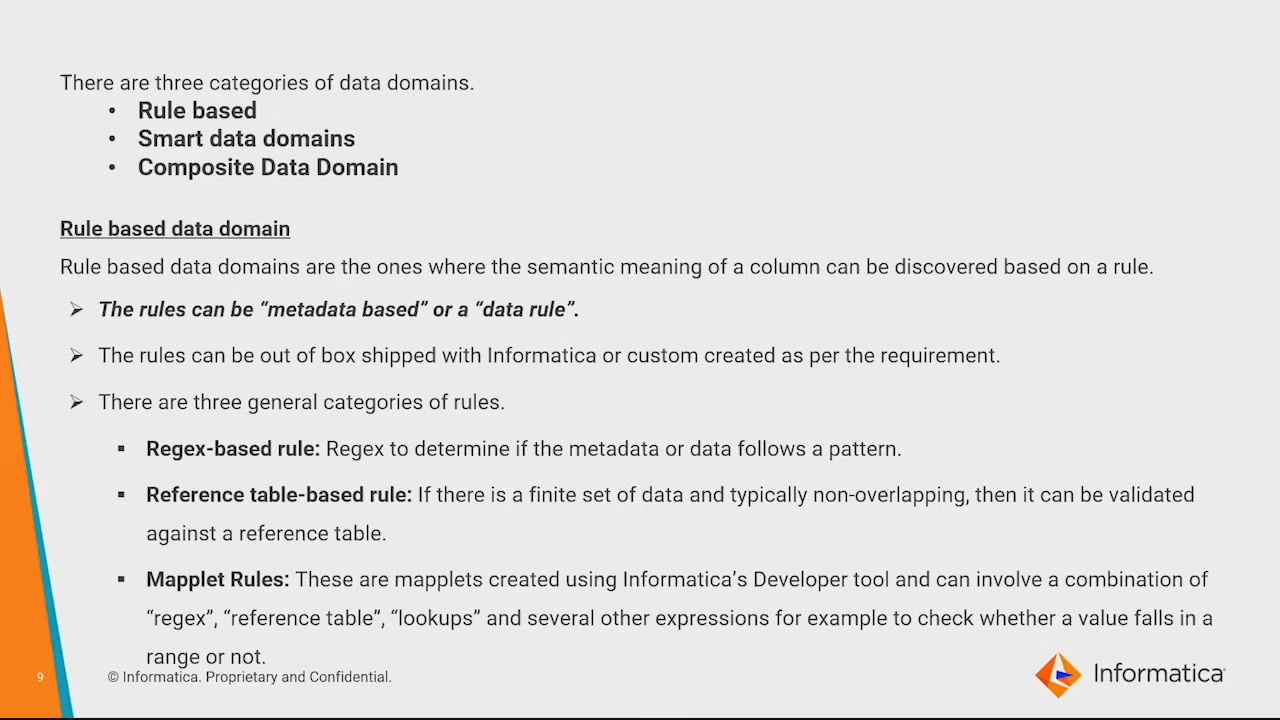 There are three categories of data domains.
• Rule based
• Smart data domains
• Composite Data Domain
Rule based data domain
Rule based data domains are the ones where the semantic meaning of a column can be discovered based on a rule.
➢ The rules can be “metadata based” or a “data rule”.
➢ The rules can be out of box shipped with Informatica or custom created as per the requirement.
➢ There are three general categories of rules.
▪ Regex-based rule: Regex to determine if the metadata or data follows a pattern.
▪ Reference table-based rule: If there is a finite set of data and typically non-overlapping, then it can be validated
against a reference table.
▪ Mapplet Rules: These are mapplets created using Informatica’s Developer tool and can involve a combination of
“regex”, “reference table”, “lookups” and several other expressions for example to check whether a value falls in a
range or not.
9
© Informatica. Proprietary and Confidential.
Informatica